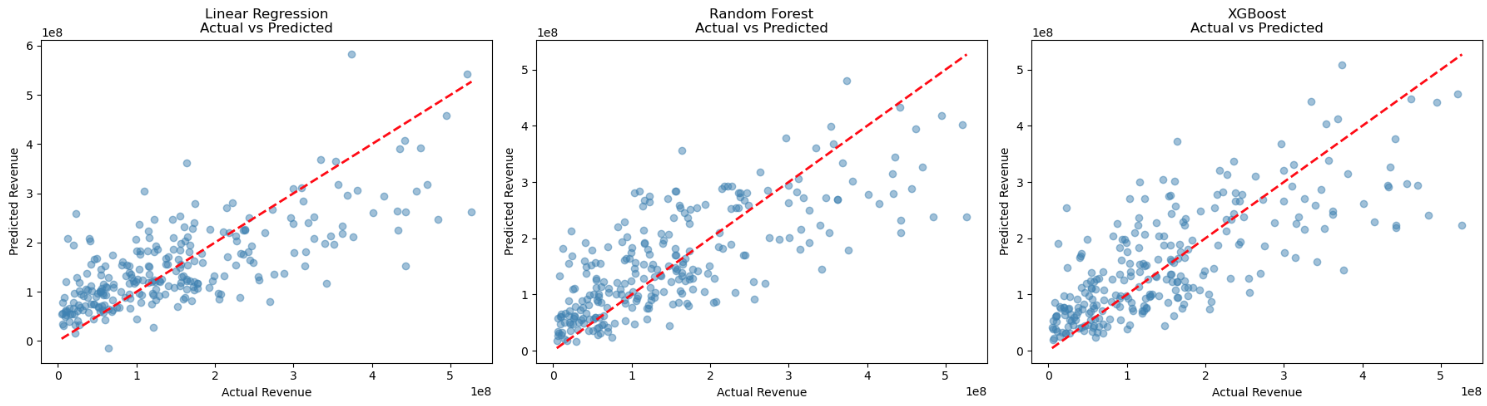 Linear Regression
Actual vs Predicted
1e8
6
5
4
3
2
1
0
Predicted Revenue
0 1 2 3 4 5
1e8
Actual Revenue
Random Forest
Actual vs Predicted
1e8
5
4
3
2
1
0
Predicted Revenue
0 1 2 3 4 5
1e8
Actual Revenue
XGBoost
Actual vs Predicted
1e8
5
4
3
2
1
0
Predicted Revenue
0 1 2 3 4 5
1e8
Actual Revenue